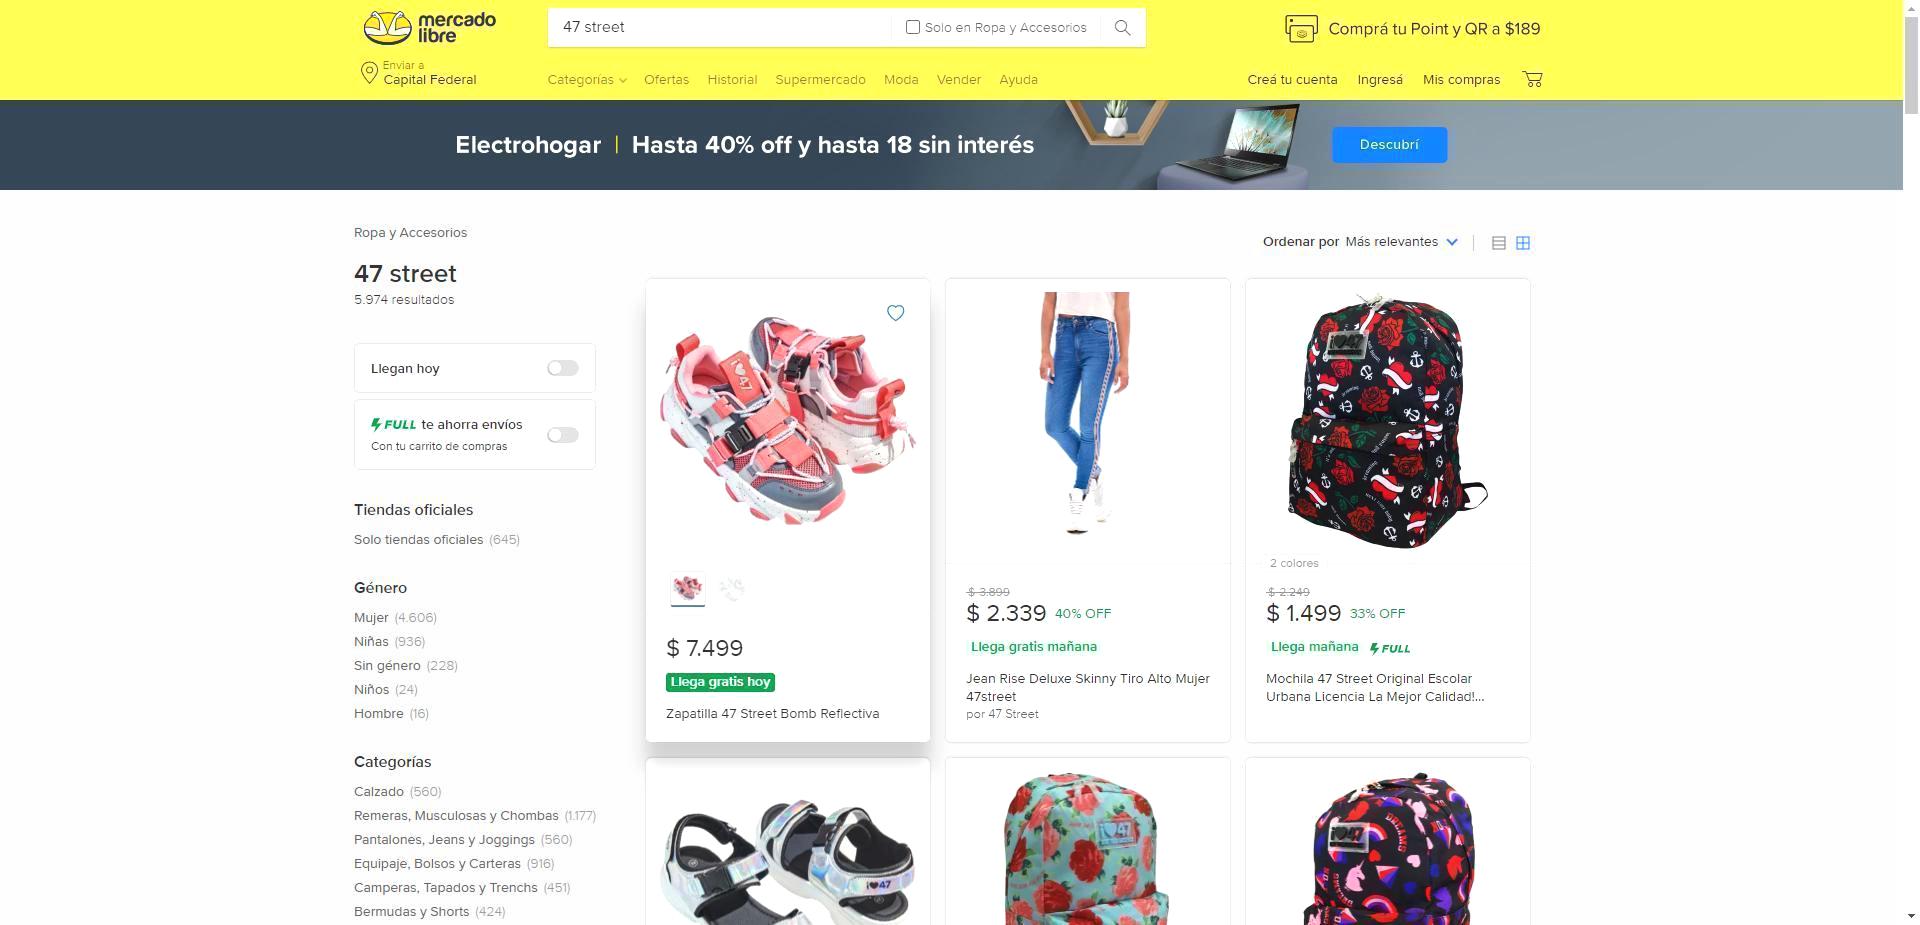 mercado
libre
47 street
Solo en Ropa y Accesorios
Comprá tu Point y QR a $189
Enviar a
Capital Federal
Categorías
Ofertas
Historial
Supermercado
Moda
Vender
Ayuda
Creá tu cuenta
Ingresá
Mis compras
Electrohogar | Hasta 40% off y hasta 18 sin interés
Descubrí
Ropa y Accesorios
Ordenar por Más relevantes
47 street
5.974 resultados
Llegan hoy
FULL te ahorra envíos
Con tu carrito de compras
Tiendas oficiales
Solo tiendas oficiales (645)
Género
Mujer (4.606)
Niñas (936)
Sin género (228)
Niños (24)
Hombre (16)
Categorías
Calzado (560)
Remeras, Musculosas y Chombas (1.177)
Pantalones, Jeans y Joggings (560)
Equipaje, Bolsos y Carteras (916)
Camperas, Tapados y Trenchs (451)
Bermudas y Shorts (424)
$ 7.499
Llega gratis hoy
Zapatilla 47 Street Bomb Reflectiva
$ 3.899
$ 2.339 40% OFF
Llega gratis mañana
Jean Rise Deluxe Skinny Tiro Alto Mujer
47street
por 47 Street
2 colores
$ 2.249
$ 1.499 33% OFF
Llega mañana FULL
Mochila 47 Street Original Escolar
Urbana Licencia La Mejor Calidad!...
i♥47
i♥47
i♥47
i♥47
i♥47
DREAMS